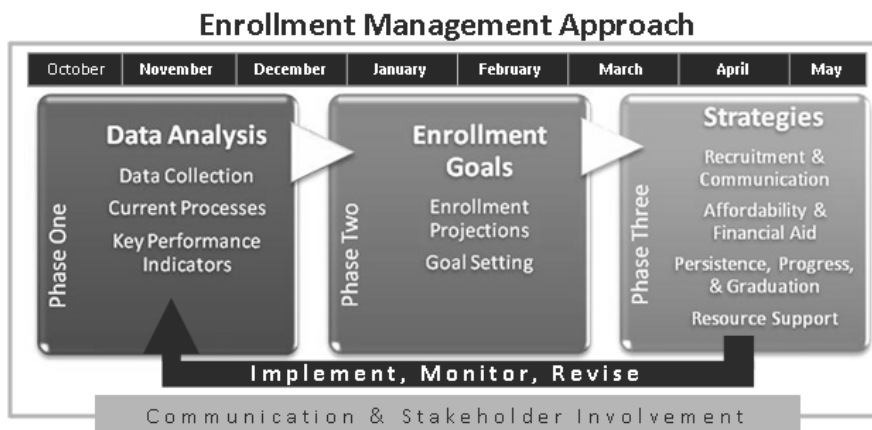 Enrollment Management Approach
October November December January February March April May
Phase One
Data Analysis
Data Collection
Current Processes
Key Performance
Indicators
Phase Two
Enrollment
Goals
Enrollment
Projections
Goal Setting
Phase Three
Strategies
Recruitment &
Communication
Affordability &
Financial Aid
Persistence, Progress,
& Graduation
Resource Support
Implement, Monitor, Revise
Communication & Stakeholder Involvement